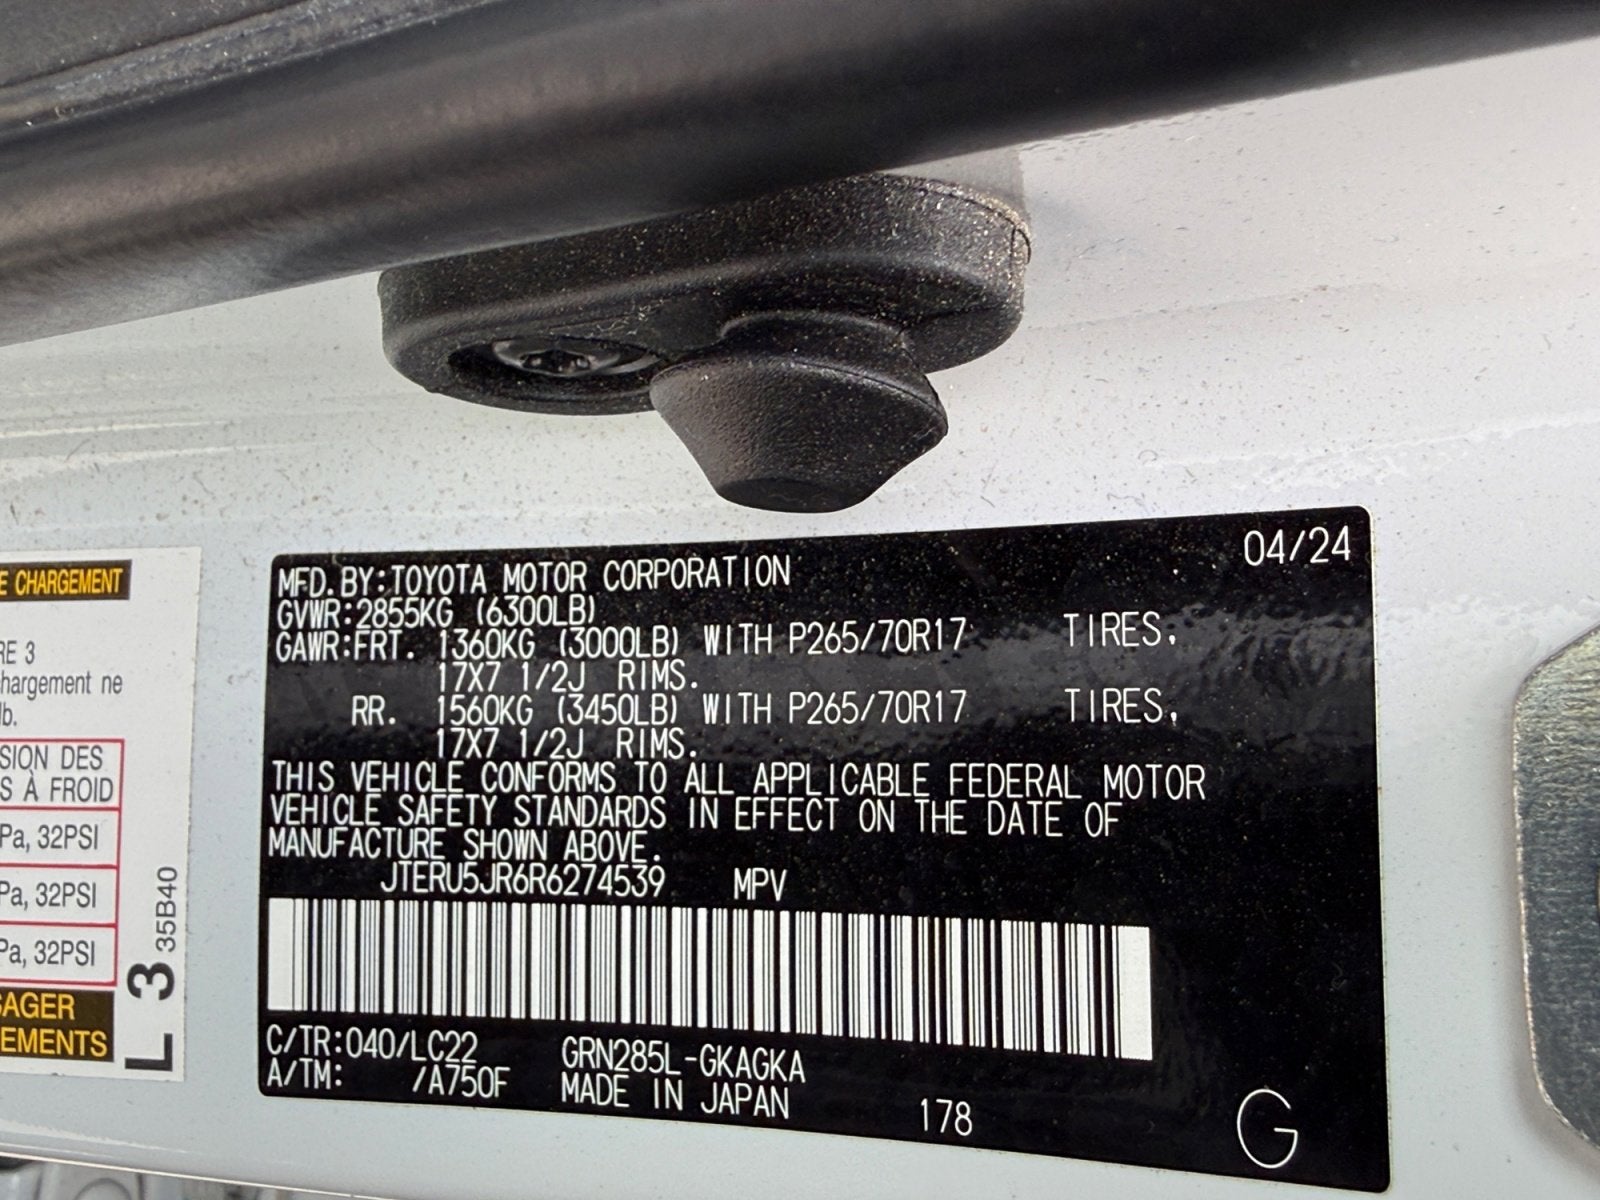 E CHARGEMENT
RE 3
hargement ne
lb.
SION DES
S À FROID
Pa, 32PSI
Pa, 32PSI
Pa, 32PSI
SAGER
EMENTS
L 3 35B40
04/24
MFD.BY:TOYOTA MOTOR CORPORATION
GVWR:2855KG (6300LB)
GAWR:FRT. 1360KG (3000LB) WITH P265/70R17 TIRES,
17X7 1/2J RIMS.
RR. 1560KG (3450LB) WITH P265/70R17 TIRES,
17X7 1/2J RIMS.
THIS VEHICLE CONFORMS TO ALL APPLICABLE FEDERAL MOTOR
VEHICLE SAFETY STANDARDS IN EFFECT ON THE DATE OF
MANUFACTURE SHOWN ABOVE.
JTERU5JR6R6274539 MPV
C/TR:040/LC22 GRN285L-GKAGKA
A/TM: /A750F MADE IN JAPAN 178
G